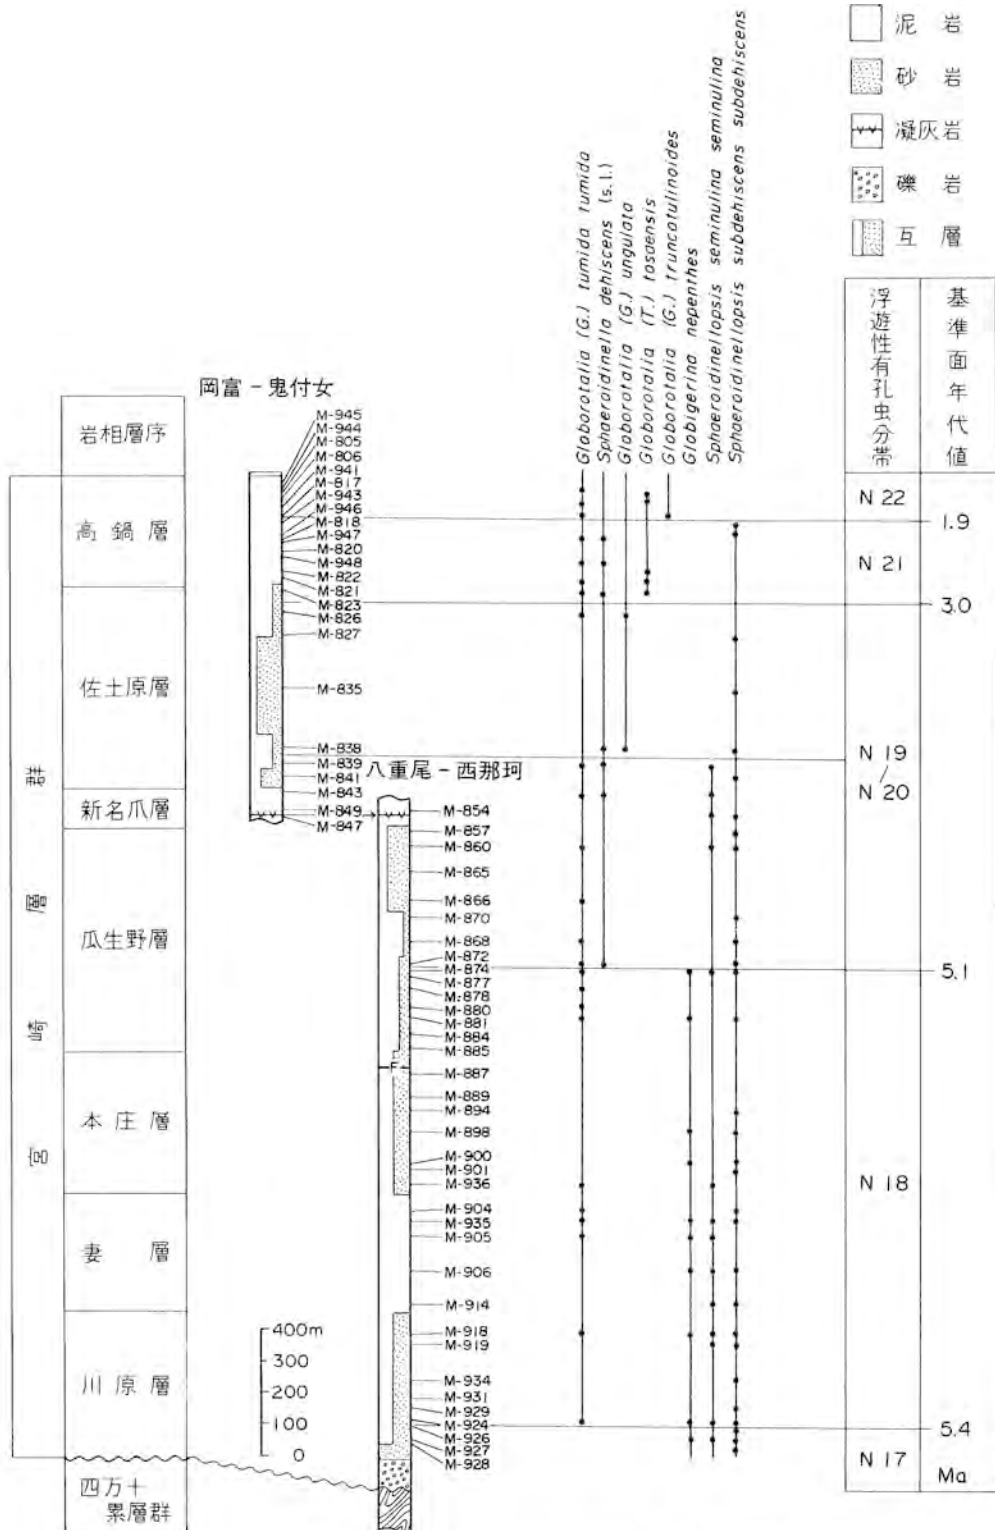 泥岩
砂岩
凝灰岩
礫岩
互層
Globorotalia (G.) tumida tumida
Sphaeroidinella dehiscens (s.l.)
Globorotalia (G.) ungulata
Globorotalia (T.) tosaensis
Globorotalia (G.) truncatulinoides
Globigerina nepenthes
Sphaeroidinellopsis seminulina seminulina
Sphaeroidinellopsis subdehiscens subdehiscens
浮遊性有孔虫分帯
基準面年代値
岡富-鬼付女
岩相層序
M-945
M-944
M-805
M-806
M-941
M-817
M-943
M-946
M-818
M-947
M-820
M-948
M-822
M-821
M-823
M-826
M-827
M-835
M-838
M-839
M-841
M-843
M-849
M-847
八重尾-西那珂
M-854
M-857
M-860
M-865
M-866
M-870
M-868
M-872
M-874
M-877
M-878
M-880
M-881
M-884
M-885
M-887
M-889
M-894
M-898
M-900
M-901
M-936
M-904
M-935
M-905
M-906
M-914
M-918
M-919
M-934
M-931
M-929
M-924
M-926
M-927
M-928
F
宮崎層群
高鍋層
佐土原層
新名爪層
瓜生野層
本庄層
妻層
川原層
四万十
累層群
400m
300
200
100
0
N 22
1.9
N 21
3.0
N 19
/
N 20
5.1
N 18
5.4
N 17
Ma